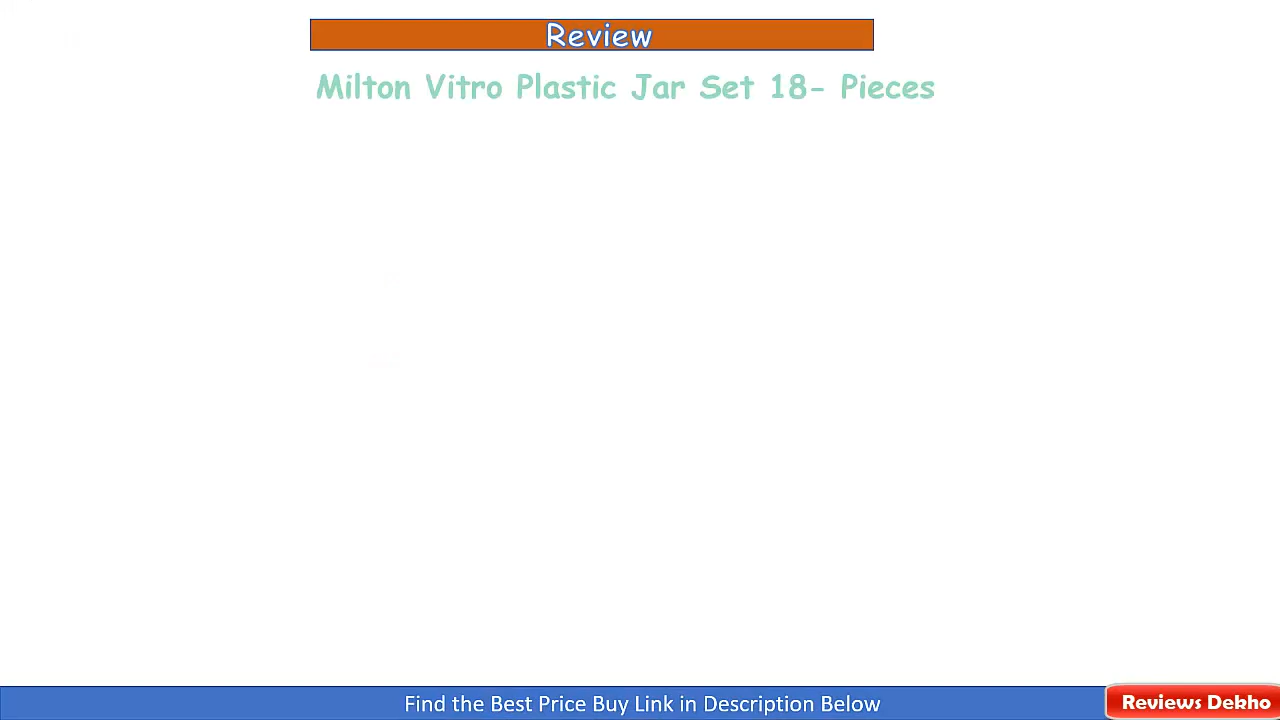 Review
Milton Vitro Plastic Jar Set 18- Pieces
Find the Best Price Buy Link in Description Below
Reviews Dekho